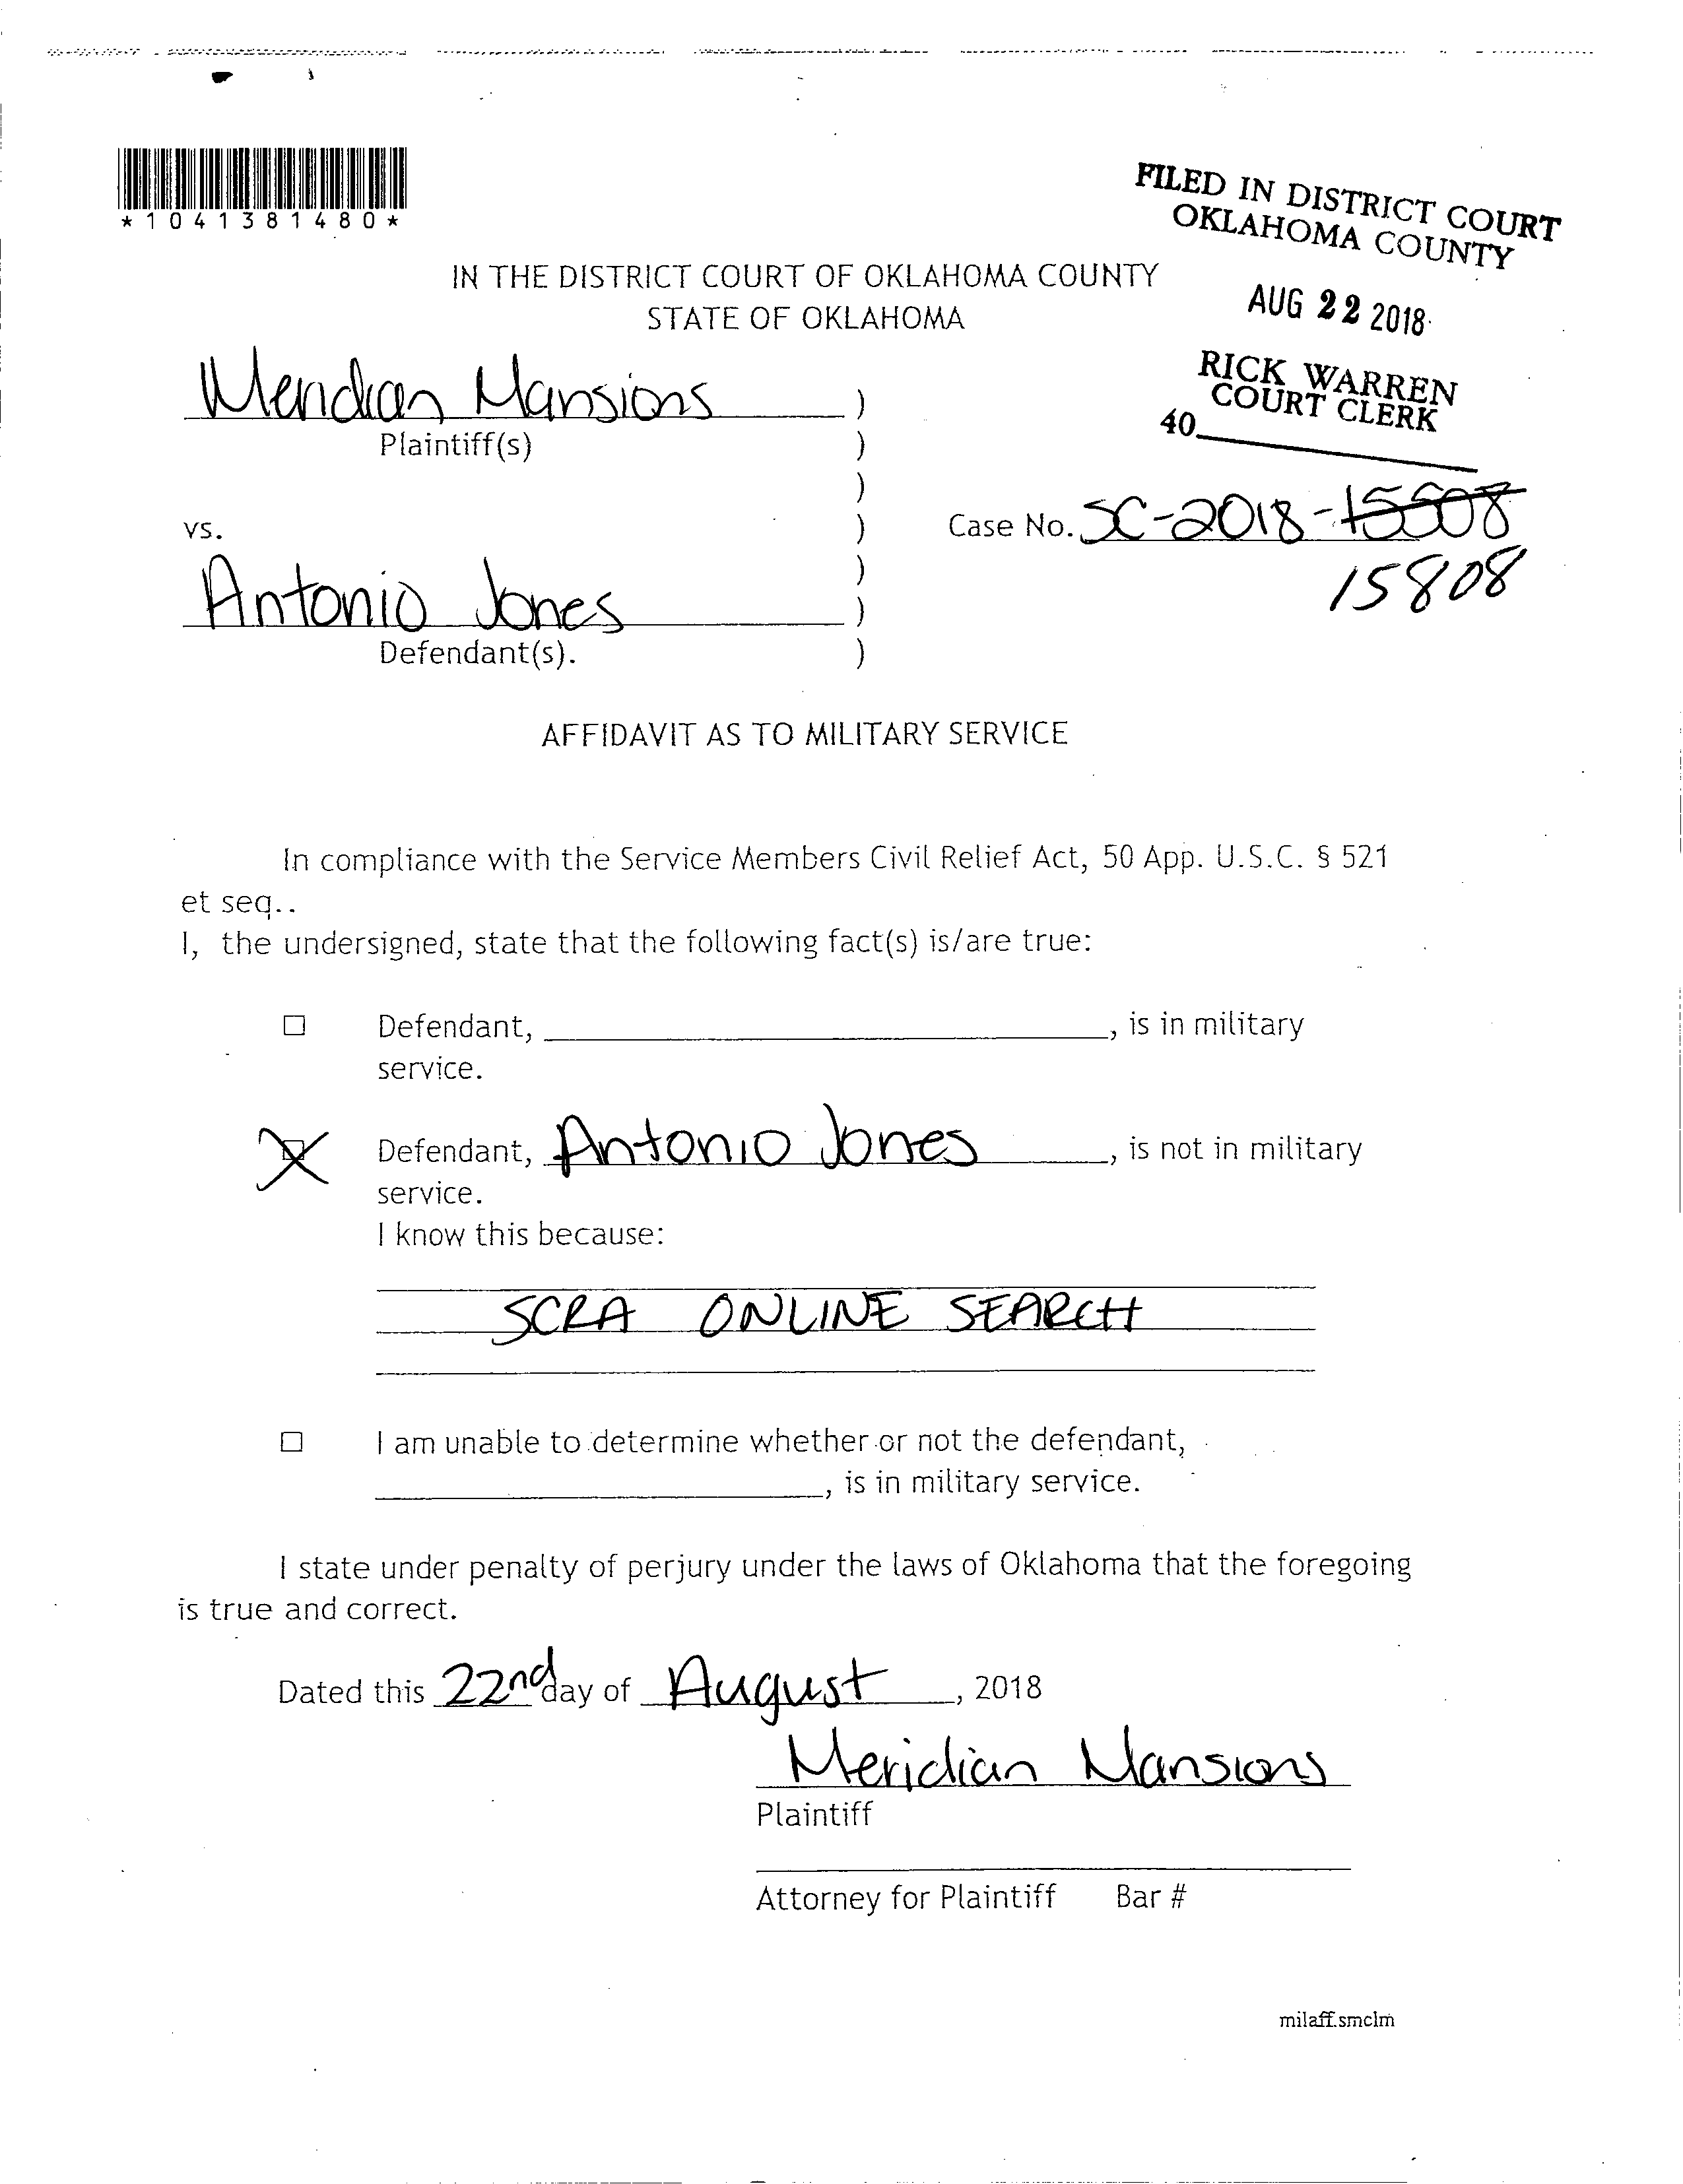 *1041381480*
FILED IN DISTRICT COURT
OKLAHOMA COUNTY
AUG 22 2018
RICK WARREN
COURT CLERK
40
IN THE DISTRICT COURT OF OKLAHOMA COUNTY
STATE OF OKLAHOMA
Meridian Mansions )
Plaintiff(s) )
)
vs. ) Case No. SC-2018-15508
) 15808
Antonio Jones )
Defendant(s). )
AFFIDAVIT AS TO MILITARY SERVICE
In compliance with the Service Members Civil Relief Act, 50 App. U.S.C. § 521
et seq..
I, the undersigned, state that the following fact(s) is/are true:
☐ Defendant, , is in military
service.
☒ Defendant, Antonio Jones, is not in military
service.
I know this because:
SCRA ONLINE SEARCH
☐ I am unable to determine whether or not the defendant,
, is in military service.
I state under penalty of perjury under the laws of Oklahoma that the foregoing
is true and correct.
Dated this 22nd day of August, 2018
Meridian Mansions
Plaintiff
Attorney for Plaintiff Bar #
milaff.smclm